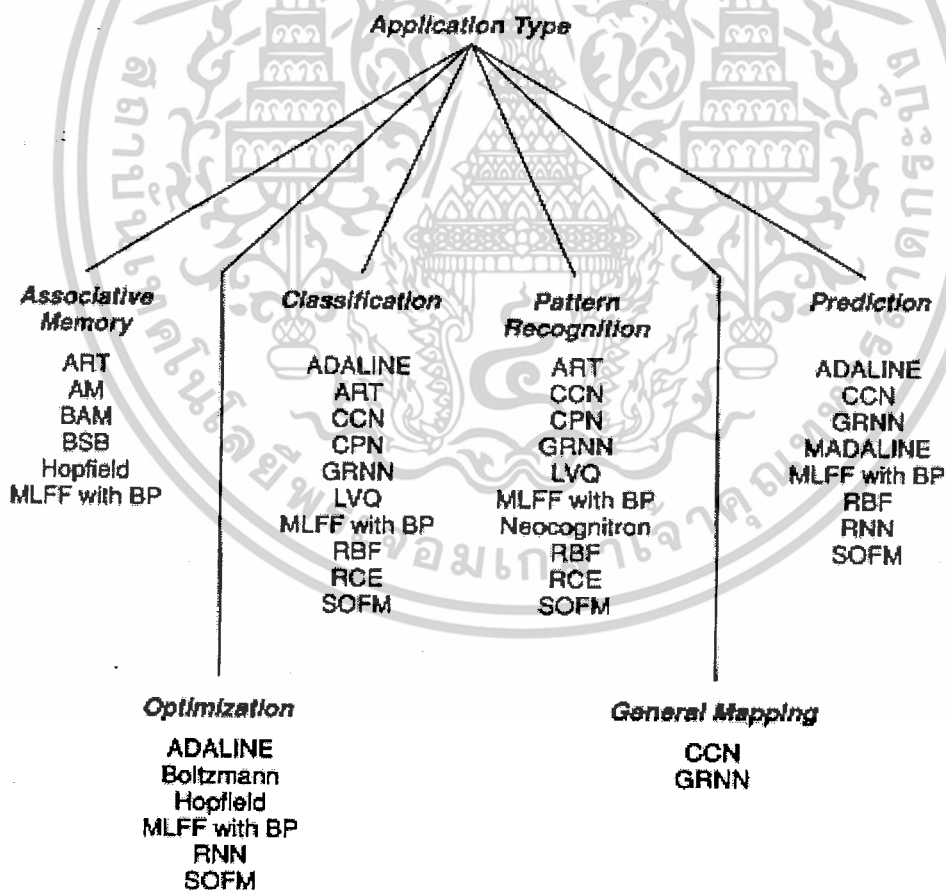 Application Type
Associative
Memory
ART
AM
BAM
BSB
Hopfield
MLFF with BP
Classification
ADALINE
ART
CCN
CPN
GRNN
LVQ
MLFF with BP
RBF
RCE
SOFM
Pattern
Recognition
ART
CCN
CPN
GRNN
LVQ
MLFF with BP
Neocognitron
RBF
RCE
SOFM
Prediction
ADALINE
CCN
GRNN
MADALINE
MLFF with BP
RBF
RNN
SOFM
Optimization
ADALINE
Boltzmann
Hopfield
MLFF with BP
RNN
SOFM
General Mapping
CCN
GRNN